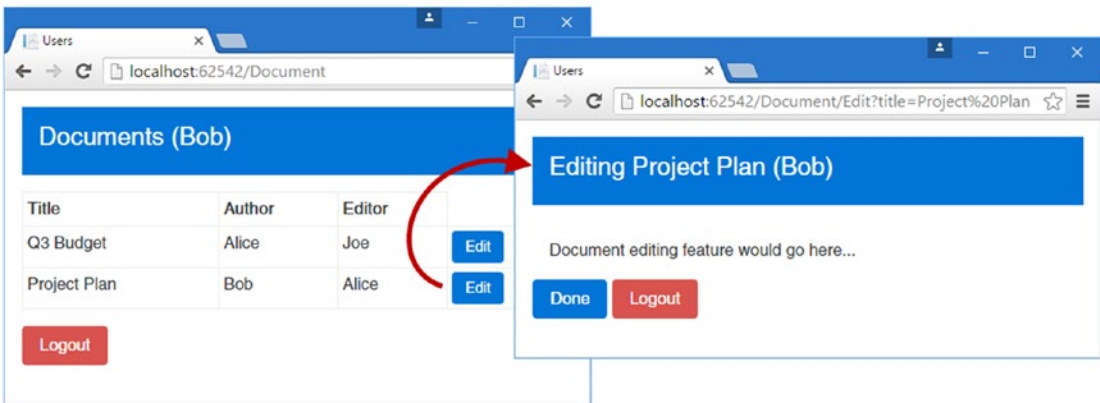 Users
localhost:62542/Document
Documents (Bob)
Title Author Editor
Q3 Budget Alice Joe Edit
Project Plan Bob Alice Edit
Logout
Users
localhost:62542/Document/Edit?title=Project%20Plan
Editing Project Plan (Bob)
Document editing feature would go here...
Done Logout